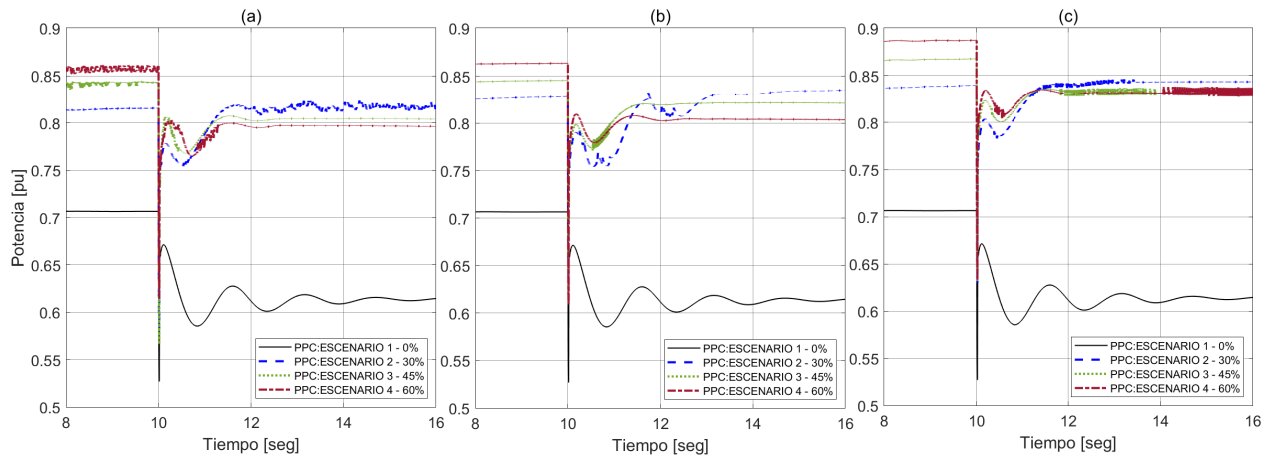 (a)
Potencia [pu]
0.9
0.85
0.8
0.75
0.7
0.65
0.6
0.55
0.5
8 10 12 14 16
Tiempo [seg]
PPC:ESCENARIO 1 - 0%
PPC:ESCENARIO 2 - 30%
PPC:ESCENARIO 3 - 45%
PPC:ESCENARIO 4 - 60%
(b)
0.9
0.85
0.8
0.75
0.7
0.65
0.6
0.55
0.5
8 10 12 14 16
Tiempo [seg]
PPC:ESCENARIO 1 - 0%
PPC:ESCENARIO 2 - 30%
PPC:ESCENARIO 3 - 45%
PPC:ESCENARIO 4 - 60%
(c)
0.9
0.85
0.8
0.75
0.7
0.65
0.6
0.55
0.5
8 10 12 14 16
Tiempo [seg]
PPC:ESCENARIO 1 - 0%
PPC:ESCENARIO 2 - 30%
PPC:ESCENARIO 3 - 45%
PPC:ESCENARIO 4 - 60%